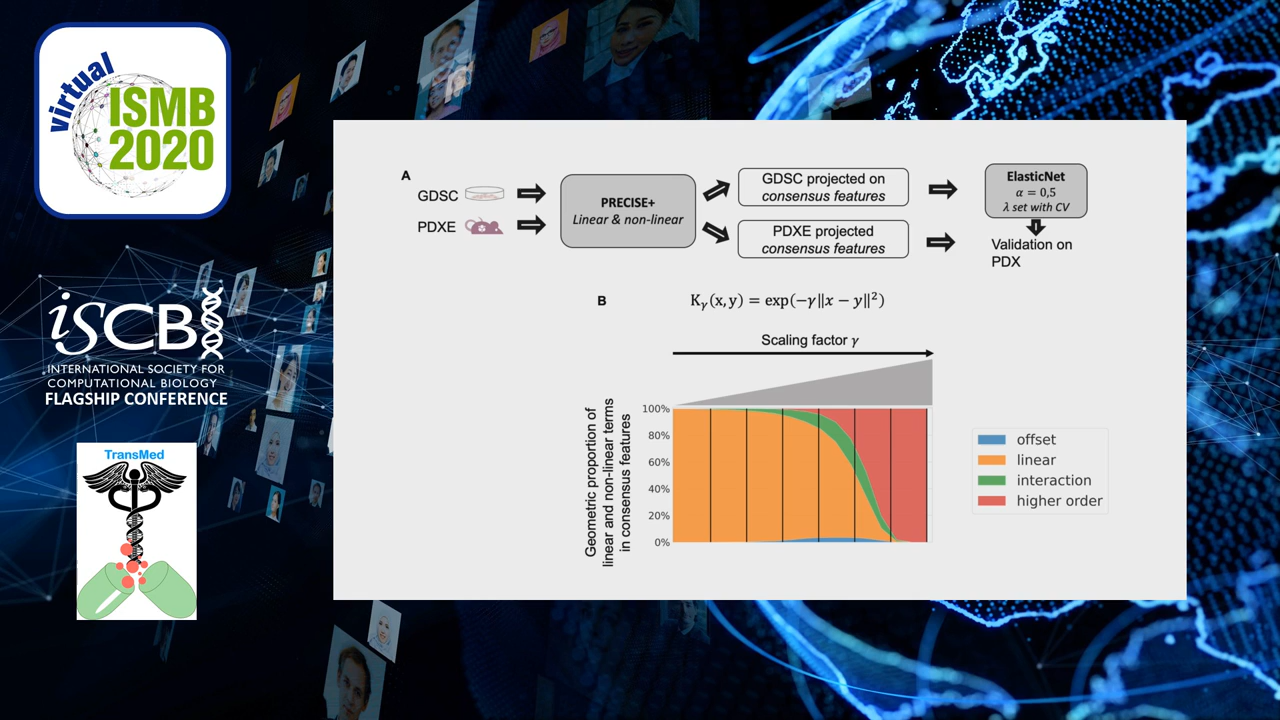 virtual
ISMB
2020
iSCB
INTERNATIONAL SOCIETY FOR
COMPUTATIONAL BIOLOGY
FLAGSHIP CONFERENCE
TransMed
A
GDSC
PDXE
PRECISE+
Linear & non-linear
GDSC projected on
consensus features
PDXE projected
consensus features
ElasticNet
α = 0,5
λ set with CV
Validation on
PDX
B
Kγ(x,y) = exp(−γ‖x − y‖²)
Scaling factor γ
Geometric proportion of
linear and non-linear terms
in consensus features
100%
80%
60%
40%
20%
0%
offset
linear
interaction
higher order